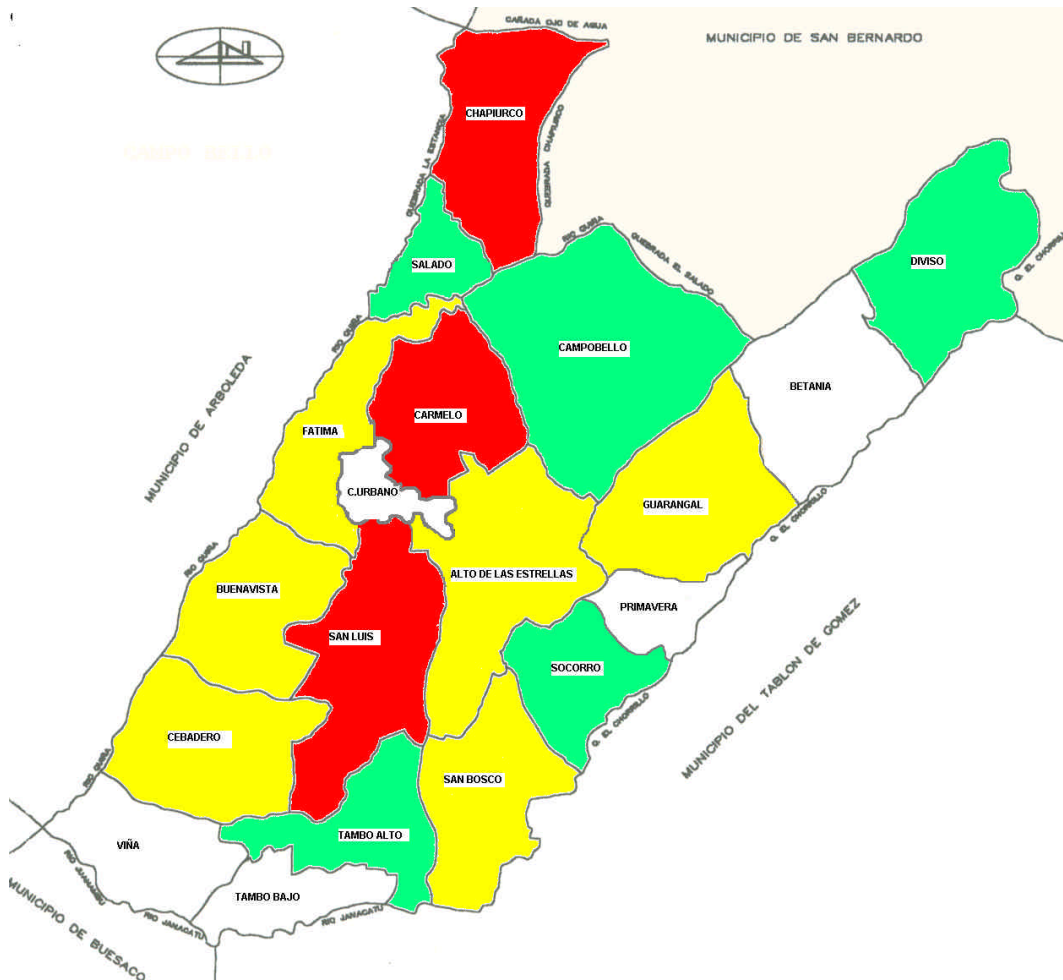 CAÑADA OJO DE AGUA
MUNICIPIO DE SAN BERNARDO
CHAPIURCO
QUEBRADA LA ESTANCIA
QUEBRADA CHAPIURCO
RIO QUIÑA
QUEBRADA EL SALADO
SALADO
DIVISO
Q. EL CHORRILLO
CAMPOBELLO
RIO QUIÑA
BETANIA
MUNICIPIO DE ARBOLEDA
CARMELO
FATIMA
C.URBANO
GUARANGAL
Q. EL CHORRILLO
RIO QUIÑA
BUENAVISTA
ALTO DE LAS ESTRELLAS
PRIMAVERA
SAN LUIS
SOCORRO
MUNICIPIO DEL TABLON DE GOMEZ
Q. EL CHORRILLO
CEBADERO
RIO QUIÑA
SAN BOSCO
TAMBO ALTO
VIÑA
RIO
TAMBO BAJO
RIO JANACATU
RIO JANACATU
MUNICIPIO DE BUESACO